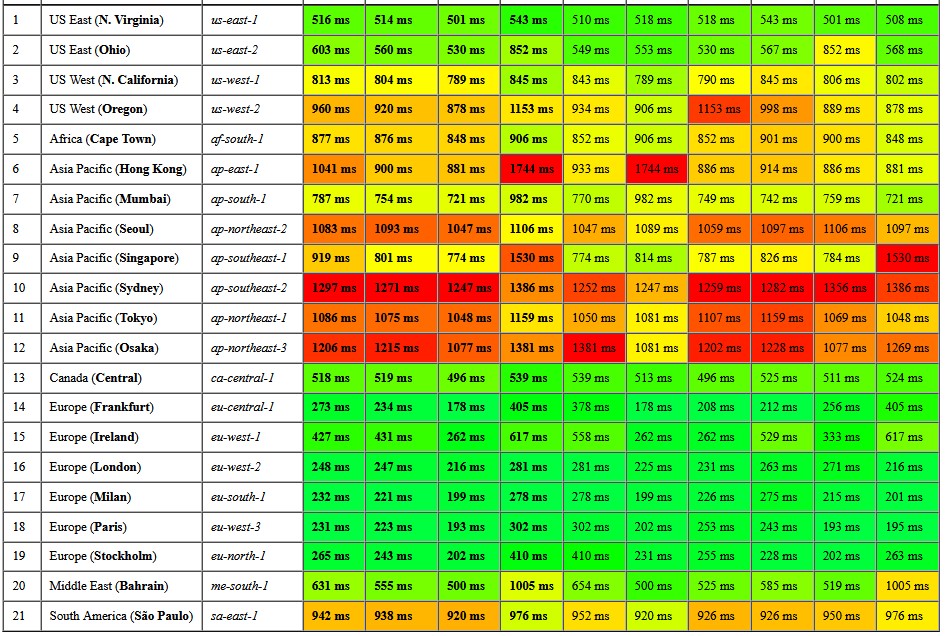 1 US East (N. Virginia) us-east-1 516 ms 514 ms 501 ms 543 ms 510 ms 518 ms 518 ms 543 ms 501 ms 508 ms
2 US East (Ohio) us-east-2 603 ms 560 ms 530 ms 852 ms 549 ms 553 ms 530 ms 567 ms 852 ms 568 ms
3 US West (N. California) us-west-1 813 ms 804 ms 789 ms 845 ms 843 ms 789 ms 790 ms 845 ms 806 ms 802 ms
4 US West (Oregon) us-west-2 960 ms 920 ms 878 ms 1153 ms 934 ms 906 ms 1153 ms 998 ms 889 ms 878 ms
5 Africa (Cape Town) af-south-1 877 ms 876 ms 848 ms 906 ms 852 ms 906 ms 852 ms 901 ms 900 ms 848 ms
6 Asia Pacific (Hong Kong) ap-east-1 1041 ms 900 ms 881 ms 1744 ms 933 ms 1744 ms 886 ms 914 ms 886 ms 881 ms
7 Asia Pacific (Mumbai) ap-south-1 787 ms 754 ms 721 ms 982 ms 770 ms 982 ms 749 ms 742 ms 759 ms 721 ms
8 Asia Pacific (Seoul) ap-northeast-2 1083 ms 1093 ms 1047 ms 1106 ms 1047 ms 1089 ms 1059 ms 1097 ms 1106 ms 1097 ms
9 Asia Pacific (Singapore) ap-southeast-1 919 ms 801 ms 774 ms 1530 ms 774 ms 814 ms 787 ms 826 ms 784 ms 1530 ms
10 Asia Pacific (Sydney) ap-southeast-2 1297 ms 1271 ms 1247 ms 1386 ms 1252 ms 1247 ms 1259 ms 1282 ms 1356 ms 1386 ms
11 Asia Pacific (Tokyo) ap-northeast-1 1086 ms 1075 ms 1048 ms 1159 ms 1050 ms 1081 ms 1107 ms 1159 ms 1069 ms 1048 ms
12 Asia Pacific (Osaka) ap-northeast-3 1206 ms 1215 ms 1077 ms 1381 ms 1381 ms 1081 ms 1202 ms 1228 ms 1077 ms 1269 ms
13 Canada (Central) ca-central-1 518 ms 519 ms 496 ms 539 ms 539 ms 513 ms 496 ms 525 ms 511 ms 524 ms
14 Europe (Frankfurt) eu-central-1 273 ms 234 ms 178 ms 405 ms 378 ms 178 ms 208 ms 212 ms 256 ms 405 ms
15 Europe (Ireland) eu-west-1 427 ms 431 ms 262 ms 617 ms 558 ms 262 ms 262 ms 529 ms 333 ms 617 ms
16 Europe (London) eu-west-2 248 ms 247 ms 216 ms 281 ms 281 ms 225 ms 231 ms 263 ms 271 ms 216 ms
17 Europe (Milan) eu-south-1 232 ms 221 ms 199 ms 278 ms 278 ms 199 ms 226 ms 275 ms 215 ms 201 ms
18 Europe (Paris) eu-west-3 231 ms 223 ms 193 ms 302 ms 302 ms 202 ms 253 ms 243 ms 193 ms 195 ms
19 Europe (Stockholm) eu-north-1 265 ms 243 ms 202 ms 410 ms 410 ms 231 ms 255 ms 228 ms 202 ms 263 ms
20 Middle East (Bahrain) me-south-1 631 ms 555 ms 500 ms 1005 ms 654 ms 500 ms 525 ms 585 ms 519 ms 1005 ms
21 South America (São Paulo) sa-east-1 942 ms 938 ms 920 ms 976 ms 952 ms 920 ms 926 ms 926 ms 950 ms 976 ms